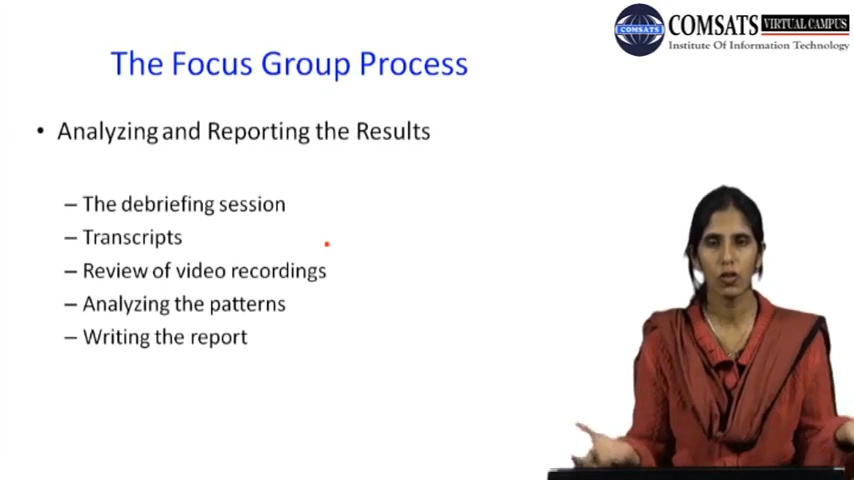 COMSATS VIRTUAL CAMPUS
COMSATS
Institute Of Information Technology
The Focus Group Process
• Analyzing and Reporting the Results
– The debriefing session
– Transcripts
– Review of video recordings
– Analyzing the patterns
– Writing the report